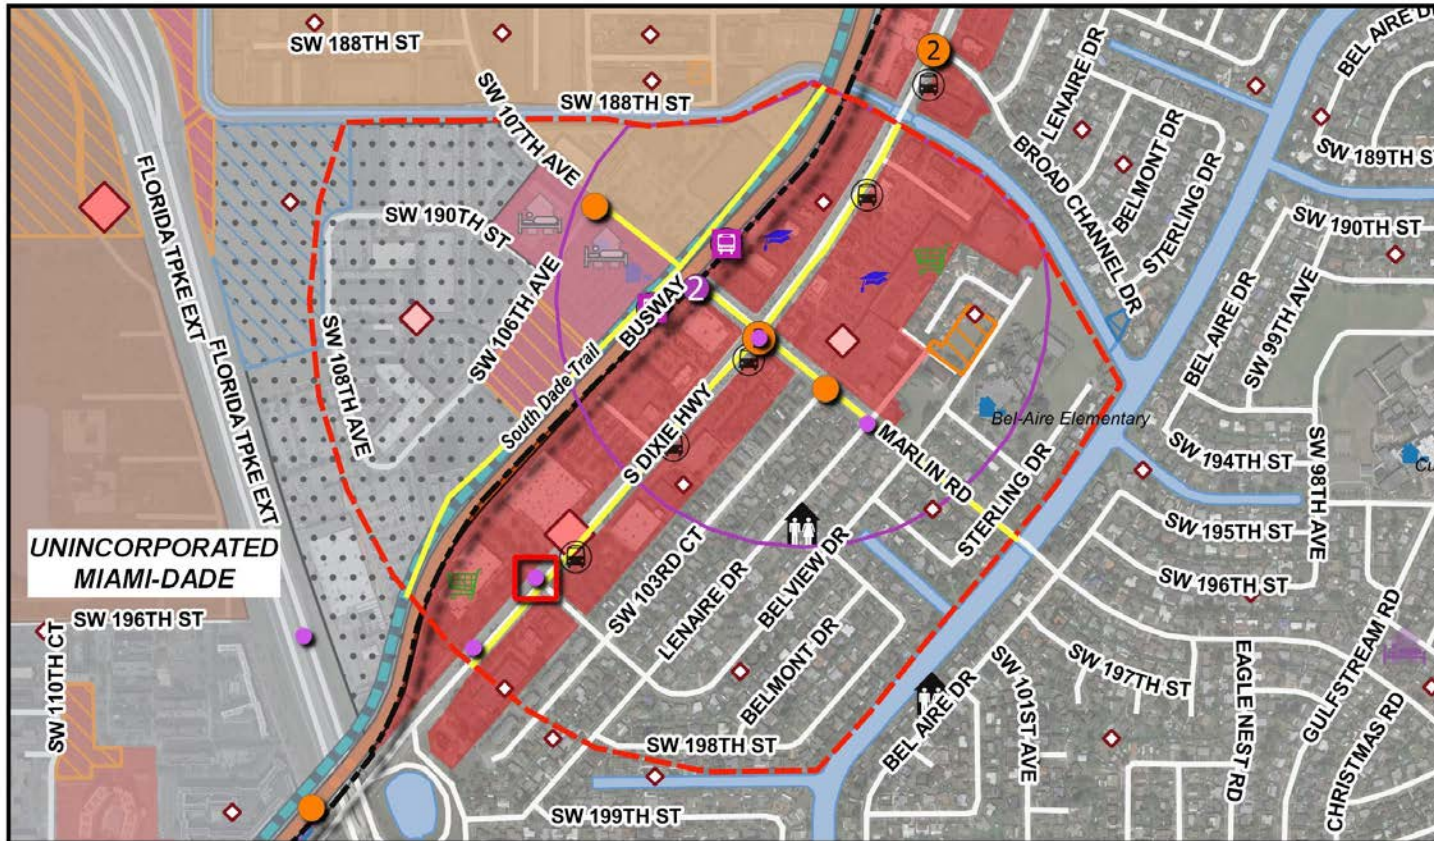 SW 188TH ST
2
LENAIRE DR
BEL AIRE DR
SW 107TH AVE
SW 188TH ST
BELMONT DR
SW 189TH ST
FLORIDA TPKE EXT
BROAD CHANNEL DR
STERLING DR
SW 190TH ST
SW 190TH ST
SW 106TH AVE
BUSWAY
2
BEL AIRE DR
SW 99TH AVE
SW 108TH AVE
South Dade Trail
FLORIDA TPKE EXT
S DIXIE HWY
Bel-Aire Elementary
MARLIN RD
SW 194TH ST
SW 98TH AVE
Cu
STERLING DR
SW 195TH ST
UNINCORPORATED
MIAMI-DADE
SW 103RD CT
LENAIRE DR
BELVIEW DR
SW 196TH ST
SW 196TH ST
BELMONT DR
SW 110TH CT
SW 197TH ST
GULFSTREAM RD
BEL AIRE DR
SW 101ST AVE
EAGLE NEST RD
CHRISTMAS RD
SW 198TH ST
SW 199TH ST